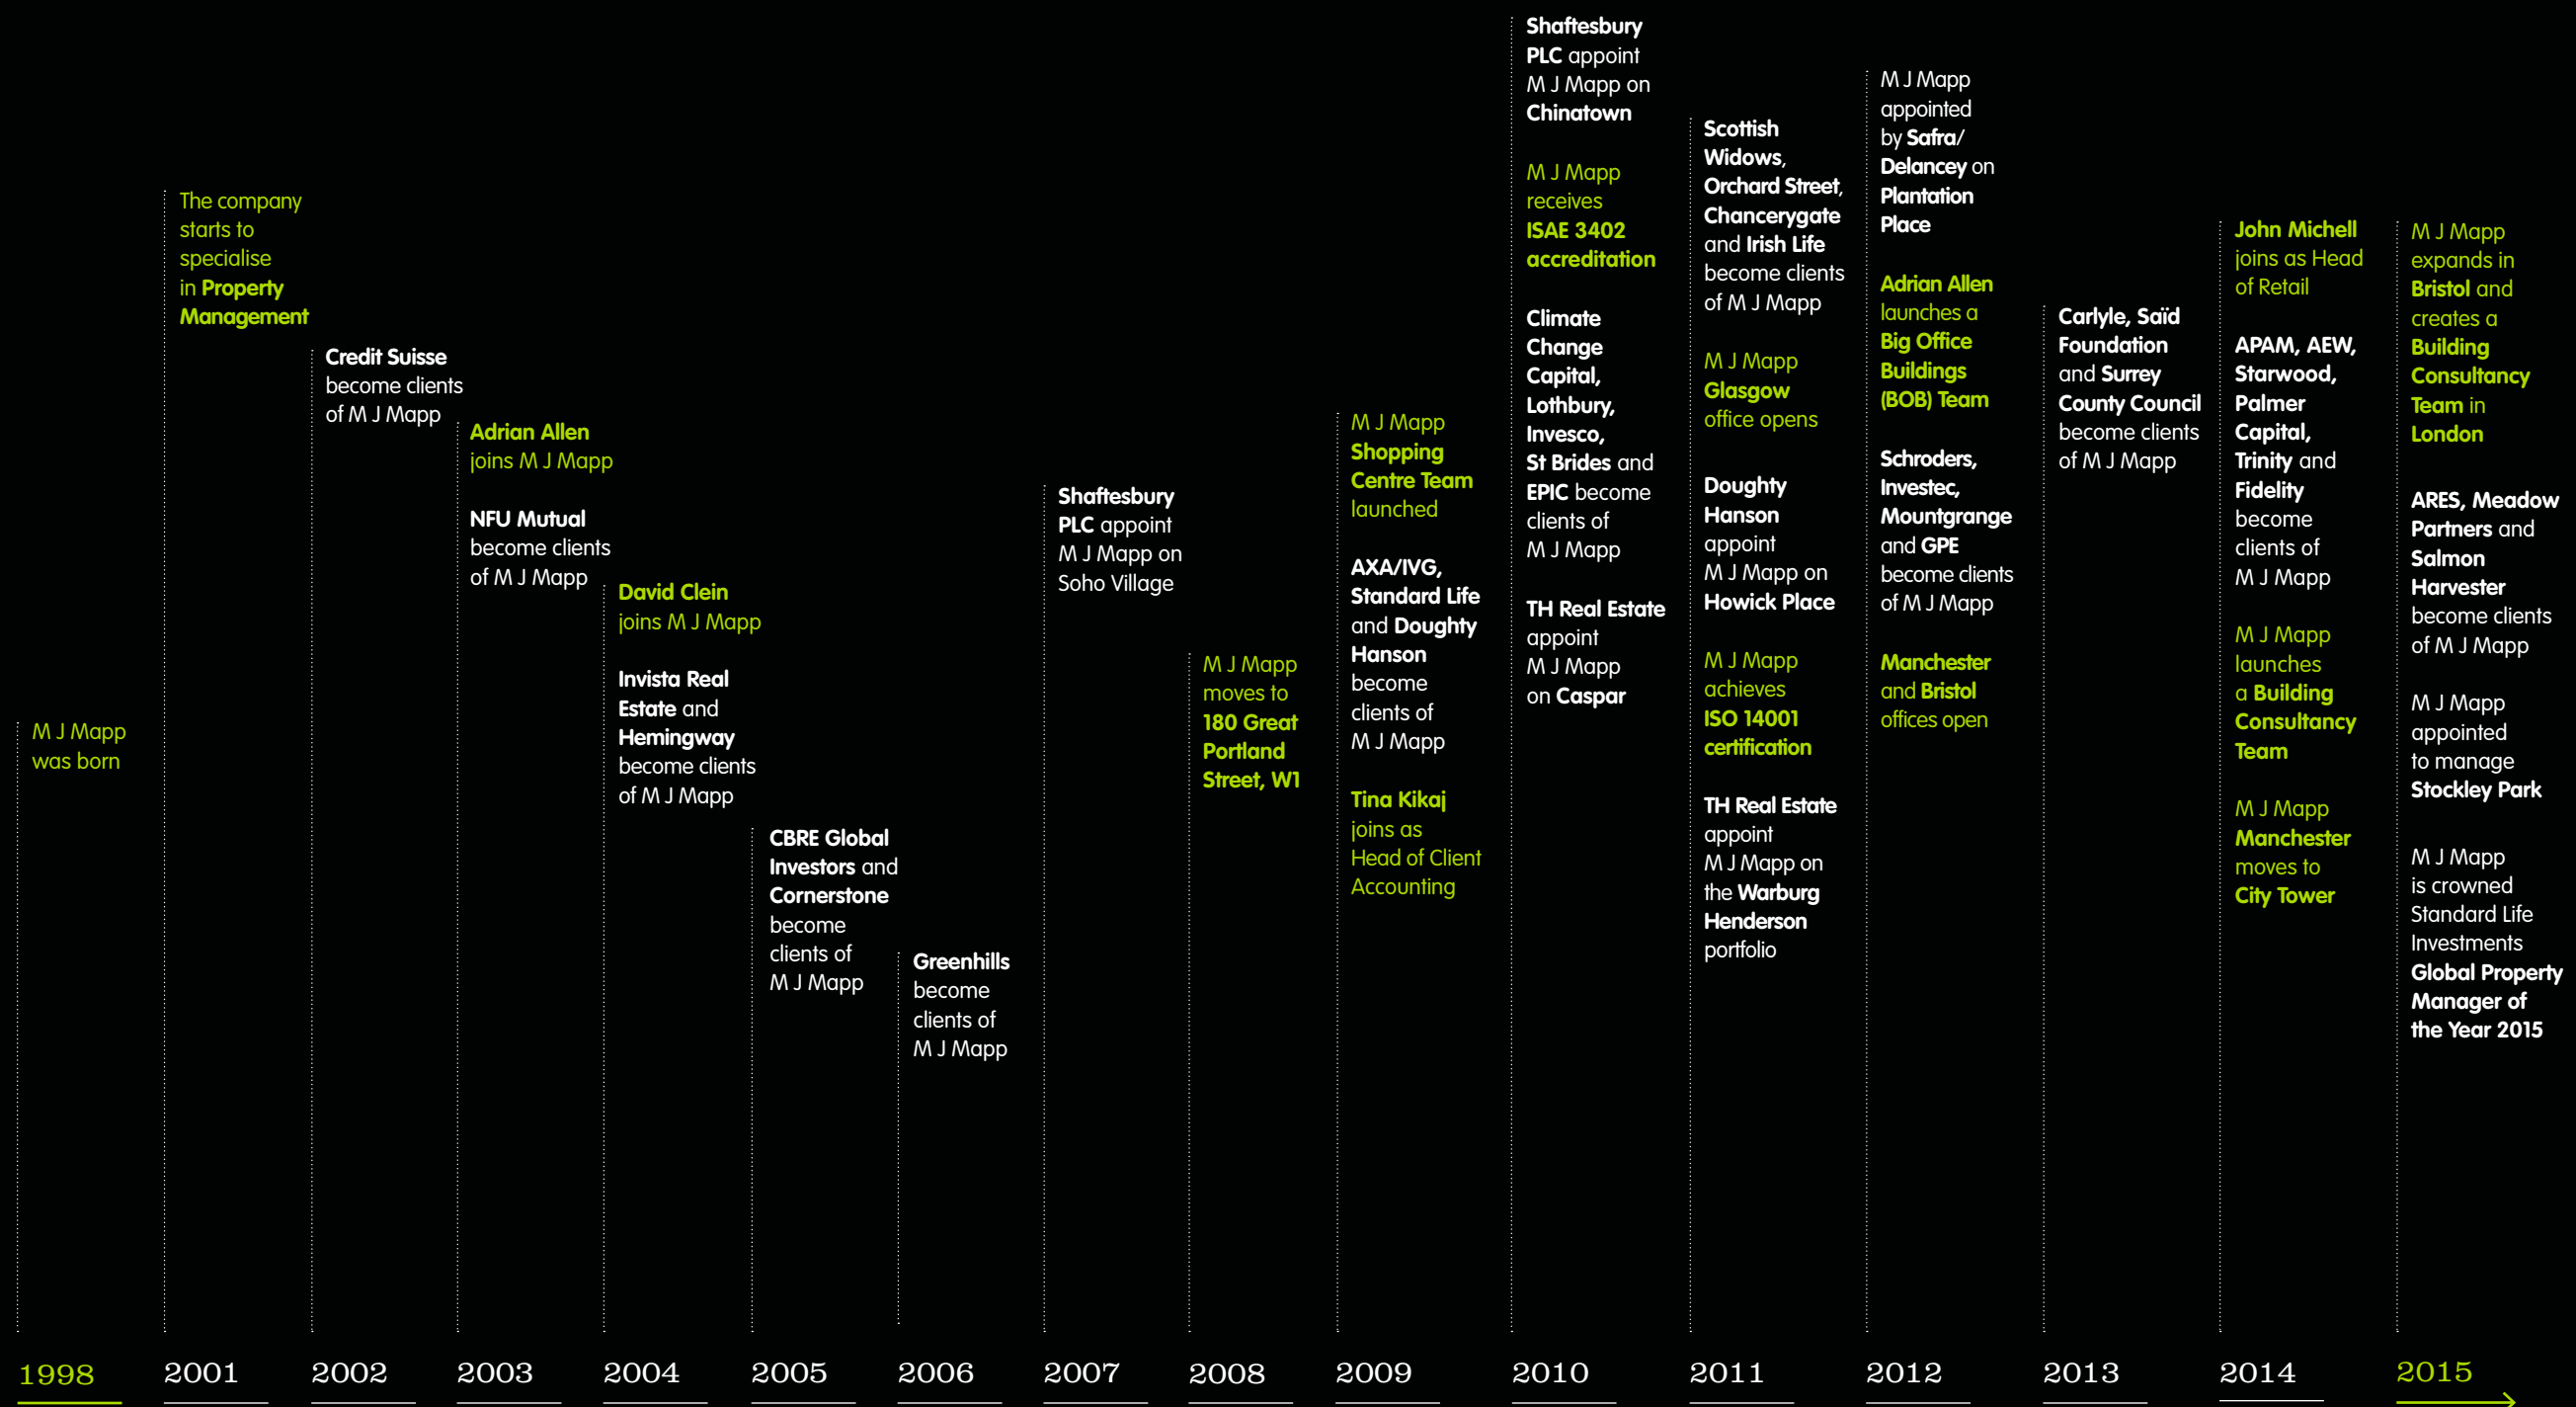 M J Mapp
was born
1998
The company
starts to
specialise
in Property
Management
2001
Credit Suisse
become clients
of M J Mapp
2002
Adrian Allen
joins M J Mapp
NFU Mutual
become clients
of M J Mapp
2003
David Clein
joins M J Mapp
Invista Real
Estate and
Hemingway
become clients
of M J Mapp
2004
CBRE Global
Investors and
Cornerstone
become
clients of
M J Mapp
2005
Greenhills
become
clients of
M J Mapp
2006
Shaftesbury
PLC appoint
M J Mapp on
Soho Village
2007
M J Mapp
moves to
180 Great
Portland
Street, W1
2008
M J Mapp
Shopping
Centre Team
launched
AXA/IVG,
Standard Life
and Doughty
Hanson
become
clients of
M J Mapp
Tina Kikaj
joins as
Head of Client
Accounting
2009
Shaftesbury
PLC appoint
M J Mapp on
Chinatown
M J Mapp
receives
ISAE 3402
accreditation
Climate
Change
Capital,
Lothbury,
Invesco,
St Brides and
EPIC become
clients of
M J Mapp
TH Real Estate
appoint
M J Mapp
on Caspar
2010
Scottish
Widows,
Orchard Street,
Chancerygate
and Irish Life
become clients
of M J Mapp
M J Mapp
Glasgow
office opens
Doughty
Hanson
appoint
M J Mapp on
Howick Place
M J Mapp
achieves
ISO 14001
certification
TH Real Estate
appoint
M J Mapp on
the Warburg
Henderson
portfolio
2011
M J Mapp
appointed
by Safra/
Delancey on
Plantation
Place
Adrian Allen
launches a
Big Office
Buildings
(BOB) Team
Schroders,
Investec,
Mountgrange
and GPE
become clients
of M J Mapp
Manchester
and Bristol
offices open
2012
Carlyle, Saïd
Foundation
and Surrey
County Council
become clients
of M J Mapp
2013
John Michell
joins as Head
of Retail
APAM, AEW,
Starwood,
Palmer
Capital,
Trinity and
Fidelity
become
clients of
M J Mapp
M J Mapp
launches
a Building
Consultancy
Team
M J Mapp
Manchester
moves to
City Tower
2014
M J Mapp
expands in
Bristol and
creates a
Building
Consultancy
Team in
London
ARES, Meadow
Partners and
Salmon
Harvester
become clients
of M J Mapp
M J Mapp
appointed
to manage
Stockley Park
M J Mapp
is crowned
Standard Life
Investments
Global Property
Manager of
the Year 2015
2015